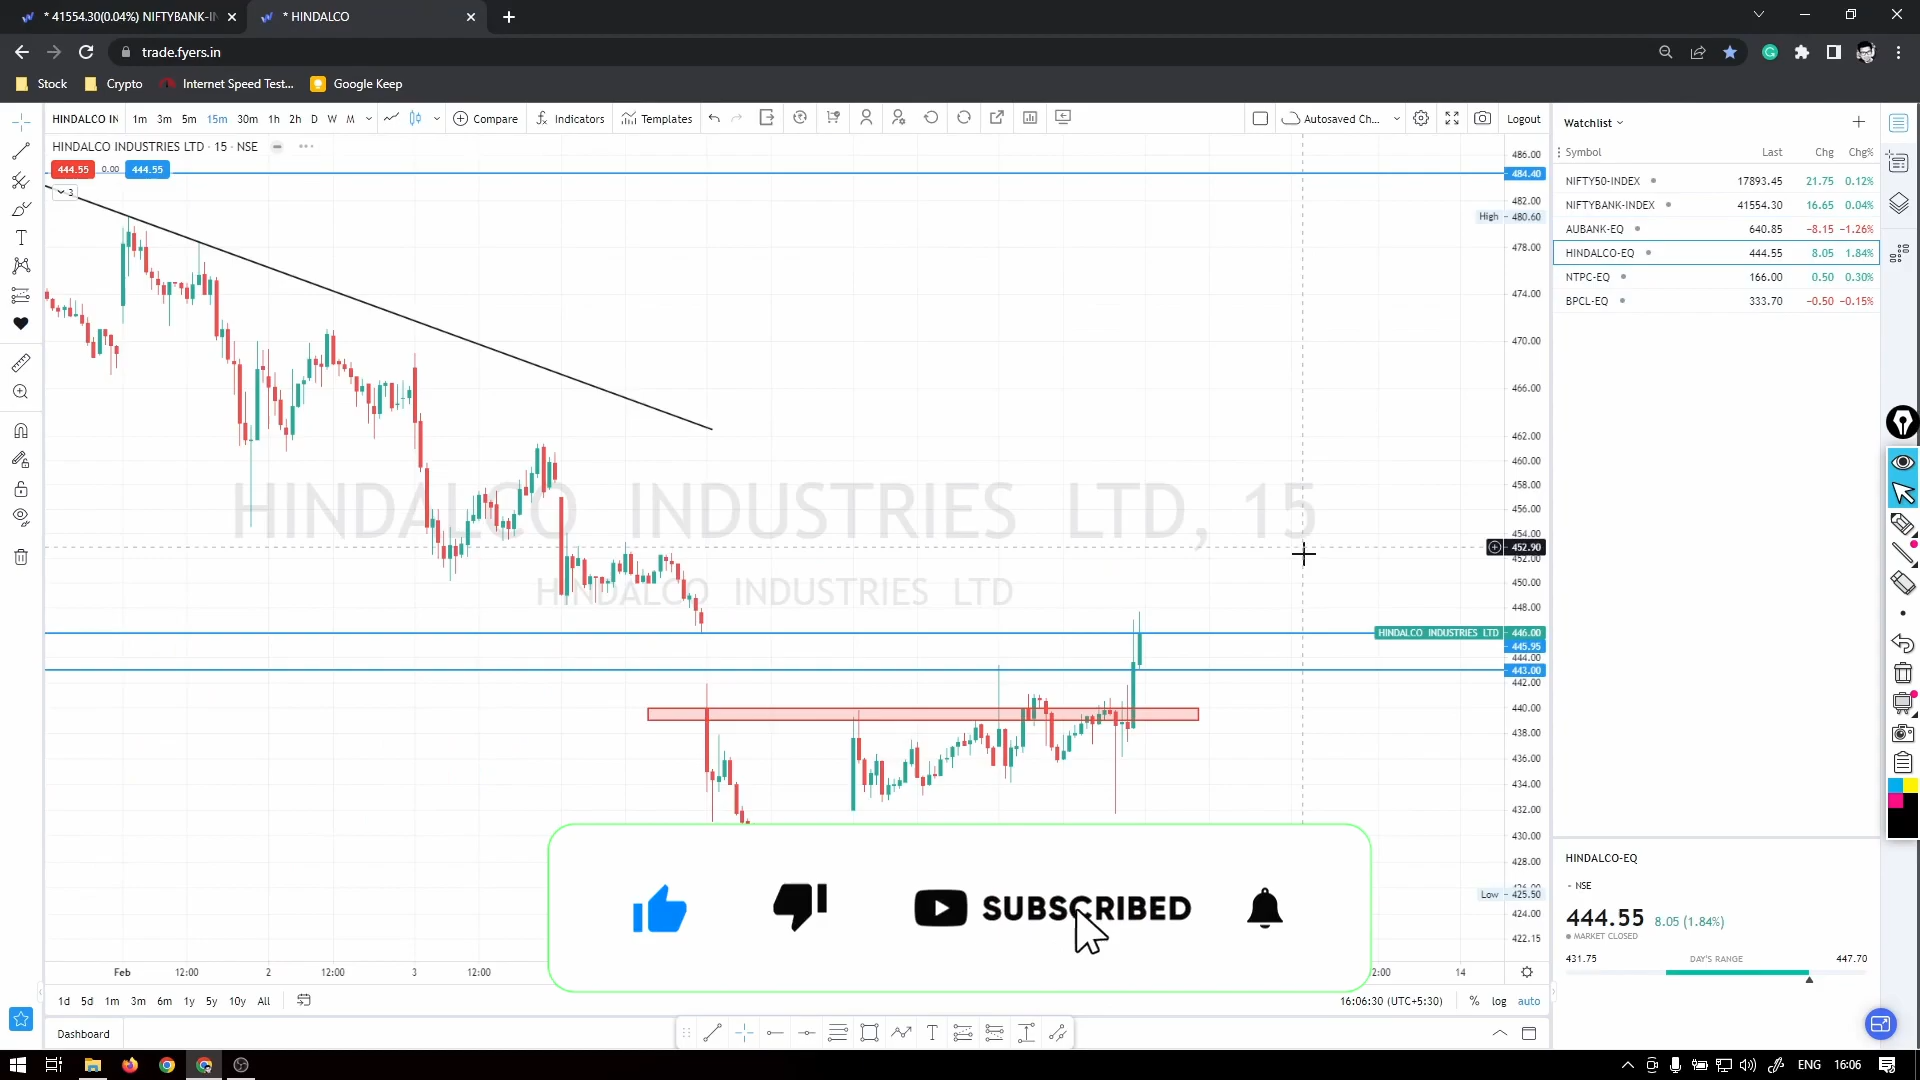 * 41554.30(0.04%) NIFTYBANK-IN
* HINDALCO
trade.fyers.in
Stock
Crypto
Internet Speed Test...
Google Keep
HINDALCO IN 1m 3m 5m 15m 30m 1h 2h D W M Compare Indicators Templates Autosaved Ch... Logout
HINDALCO INDUSTRIES LTD · 15 · NSE
444.55 0.00 444.55
3
HINDALCO INDUSTRIES LTD, 15
HINDALCO INDUSTRIES LTD
486.00
484.40
482.00
High 480.60
478.00
474.00
470.00
466.00
462.00
460.00
458.00
456.00
454.00
452.90
452.00
450.00
448.00
HINDALCO INDUSTRIES LTD 446.00
445.95
444.00
443.00
442.00
440.00
438.00
436.00
434.00
432.00
430.00
428.00
Low 425.50
424.00
422.15
SUBSCRIBED
Feb 12:00 2 12:00 3 12:00 2:00 14
1d 5d 1m 3m 6m 1y 5y 10y All
16:06:30 (UTC+5:30) % log auto
Dashboard
Watchlist
Symbol Last Chg Chg%
NIFTY50-INDEX 17893.45 21.75 0.12%
NIFTYBANK-INDEX 41554.30 16.65 0.04%
AUBANK-EQ 640.85 −8.15 −1.26%
HINDALCO-EQ 444.55 8.05 1.84%
NTPC-EQ 166.00 0.50 0.30%
BPCL-EQ 333.70 −0.50 −0.15%
HINDALCO-EQ
- NSE
444.55 8.05 (1.84%)
MARKET CLOSED
431.75 DAY'S RANGE 447.70
ENG 16:06